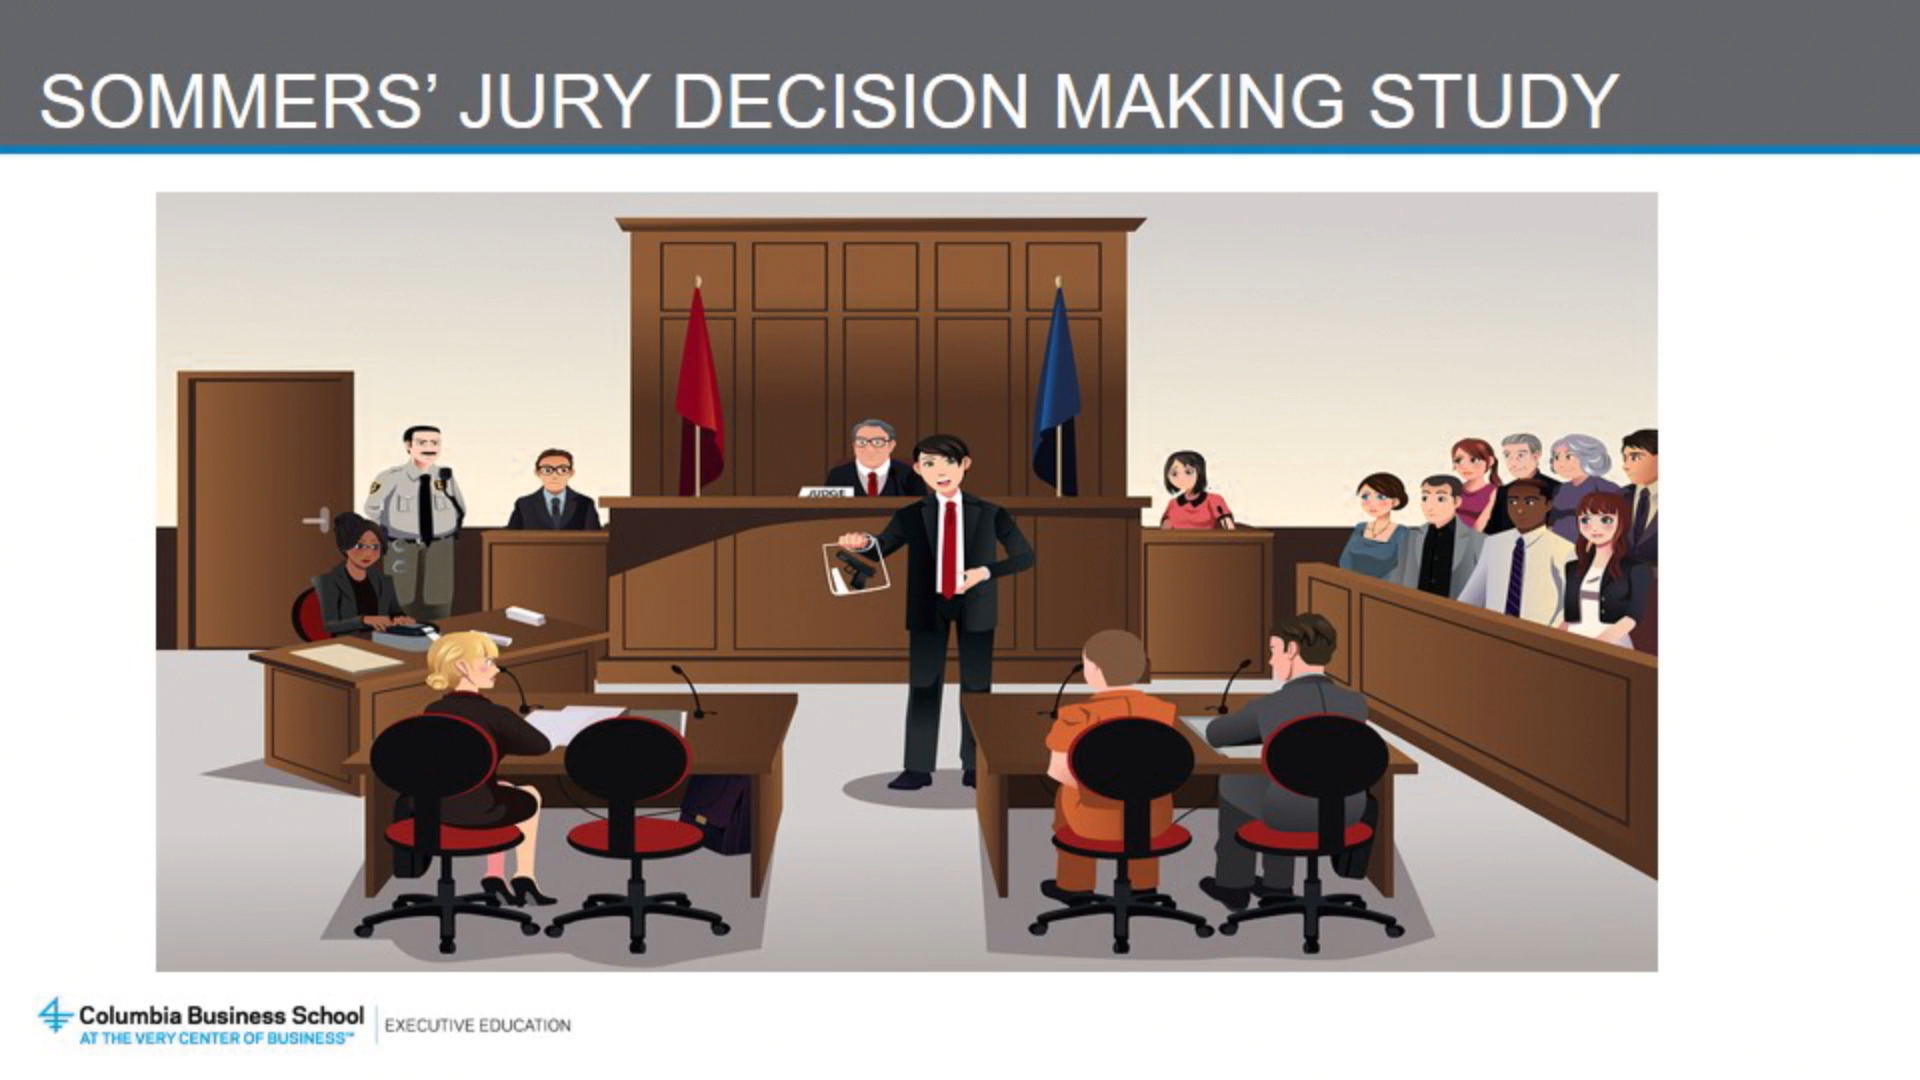 SOMMERS’ JURY DECISION MAKING STUDY
JUDGE
Columbia Business School
AT THE VERY CENTER OF BUSINESS™
EXECUTIVE EDUCATION